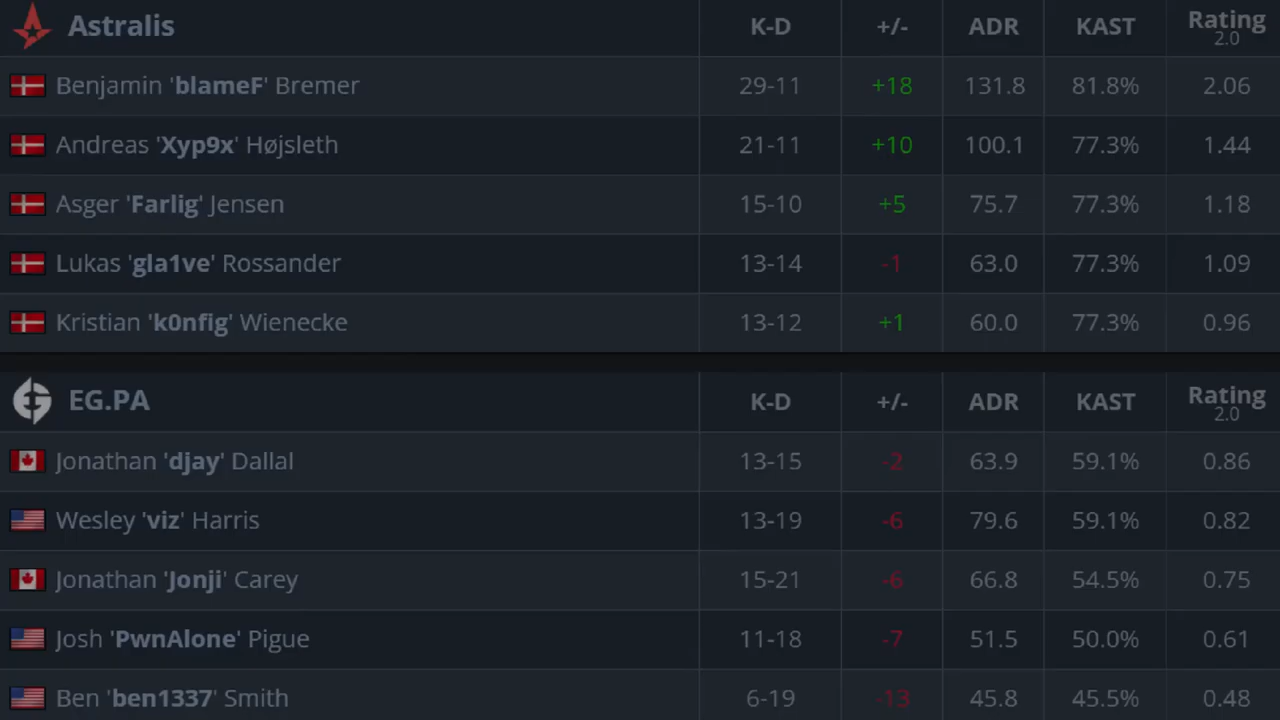 Astralis K-D +/- ADR KAST Rating 2.0
Benjamin 'blameF' Bremer 29-11 +18 131.8 81.8% 2.06
Andreas 'Xyp9x' Højsleth 21-11 +10 100.1 77.3% 1.44
Asger 'Farlig' Jensen 15-10 +5 75.7 77.3% 1.18
Lukas 'gla1ve' Rossander 13-14 -1 63.0 77.3% 1.09
Kristian 'k0nfig' Wienecke 13-12 +1 60.0 77.3% 0.96
EG.PA K-D +/- ADR KAST Rating 2.0
Jonathan 'djay' Dallal 13-15 -2 63.9 59.1% 0.86
Wesley 'viz' Harris 13-19 -6 79.6 59.1% 0.82
Jonathan 'Jonji' Carey 15-21 -6 66.8 54.5% 0.75
Josh 'PwnAlone' Pigue 11-18 -7 51.5 50.0% 0.61
Ben 'ben1337' Smith 6-19 -13 45.8 45.5% 0.48